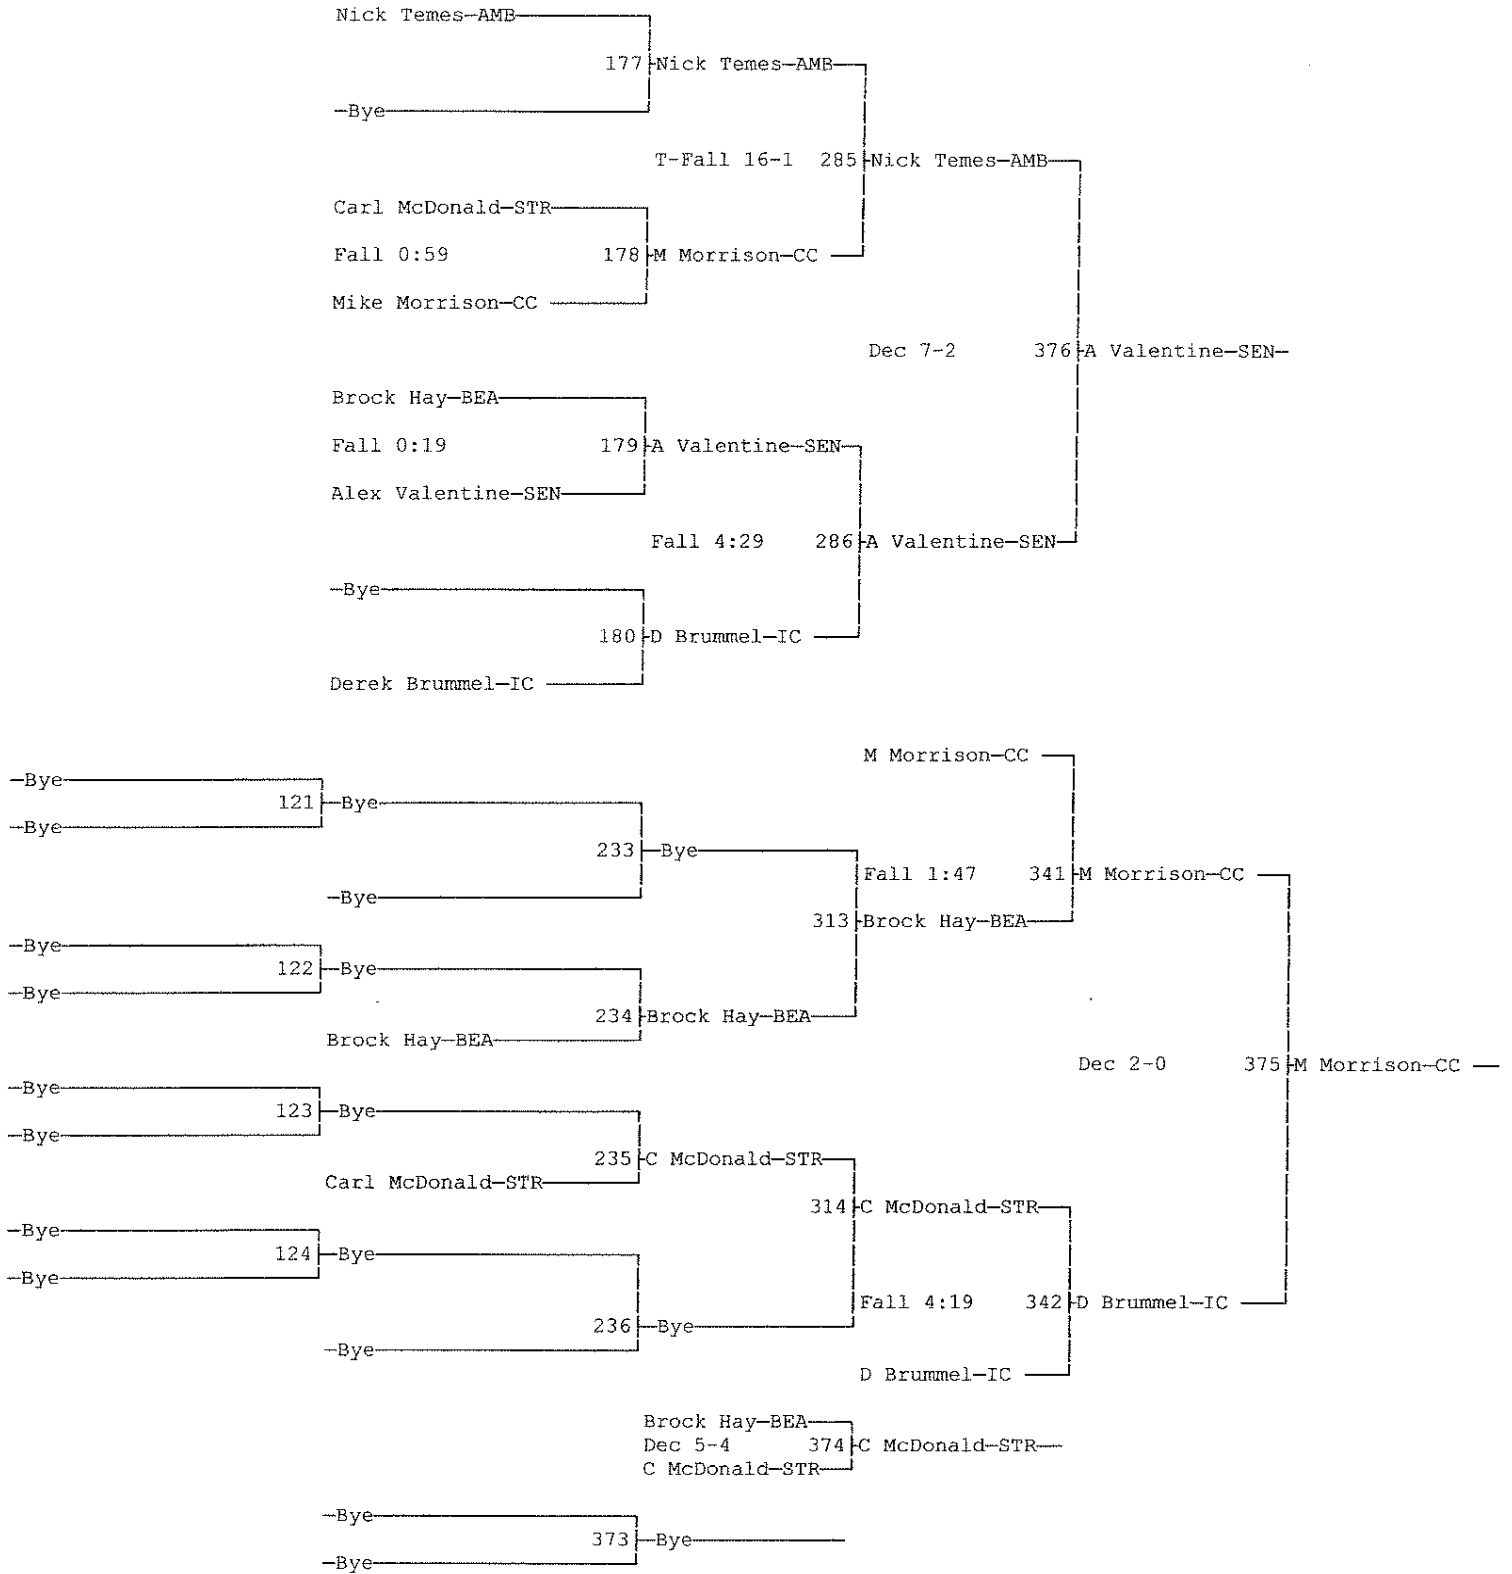 Nick Temes-AMB
177 Nick Temes-AMB
-Bye
T-Fall 16-1 285 Nick Temes-AMB
Carl McDonald-STR
Fall 0:59 178 M Morrison-CC
Mike Morrison-CC
Dec 7-2 376 A Valentine-SEN-
Brock Hay-BEA
Fall 0:19 179 A Valentine-SEN
Alex Valentine-SEN
Fall 4:29 286 A Valentine-SEN
-Bye
180 D Brummel-IC
Derek Brummel-IC
M Morrison-CC
-Bye
121 -Bye
-Bye
233 -Bye
Fall 1:47 341 M Morrison-CC
-Bye
313 Brock Hay-BEA
-Bye
122 -Bye
-Bye
234 Brock Hay-BEA
Brock Hay-BEA
Dec 2-0 375 M Morrison-CC
-Bye
123 -Bye
-Bye
235 C McDonald-STR
Carl McDonald-STR
314 C McDonald-STR
-Bye
124 -Bye
-Bye
Fall 4:19 342 D Brummel-IC
236 -Bye
-Bye
D Brummel-IC
Brock Hay-BEA
Dec 5-4 374 C McDonald-STR
C McDonald-STR
-Bye
373 -Bye
-Bye